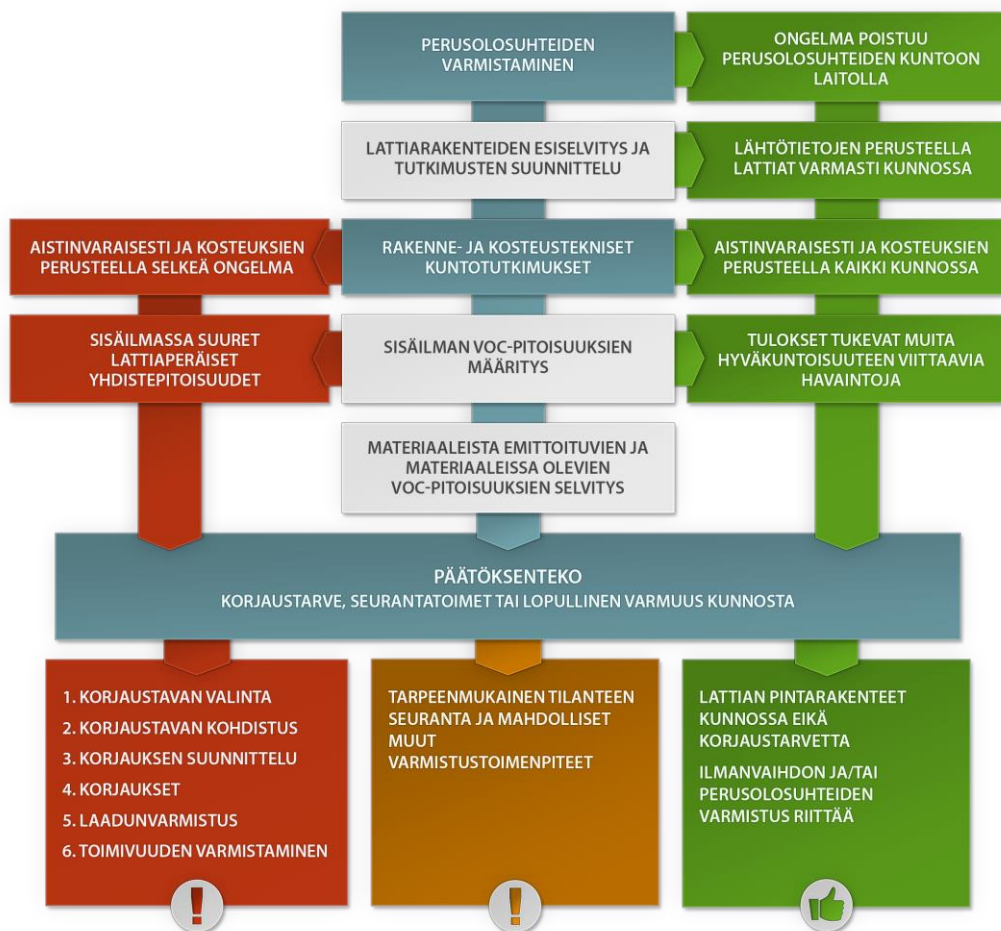 PERUSOLOSUHTEIDEN
VARMISTAMINEN
ONGELMA POISTUU
PERUSOLOSUHTEIDEN KUNTOON
LAITOLLA
LATTIARAKENTEIDEN ESISELVITYS JA
TUTKIMUSTEN SUUNNITTELU
LÄHTÖTIETOJEN PERUSTEELLA
LATTIAT VARMASTI KUNNOSSA
AISTINVARAISESTI JA KOSTEUKSIEN
PERUSTEELLA SELKEÄ ONGELMA
RAKENNE- JA KOSTEUSTEKNISET
KUNTOTUTKIMUKSET
AISTINVARAISESTI JA KOSTEUKSIEN
PERUSTEELLA KAIKKI KUNNOSSA
SISÄILMASSA SUURET
LATTIAPERÄISET
YHDISTEPITOISUUDET
SISÄILMAN VOC-PITOISUUKSIEN
MÄÄRITYS
TULOKSET TUKEVAT MUITA
HYVÄKUNTOISUUTEEN VIITTAAVIA
HAVAINTOJA
MATERIAALEISTA EMITTOITUVIEN JA
MATERIAALEISSA OLEVIEN
VOC-PITOISUUKSIEN SELVITYS
PÄÄTÖKSENTEKO
KORJAUSTARVE, SEURANTATOIMET TAI LOPULLINEN VARMUUS KUNNOSTA
1. KORJAUSTAVAN VALINTA
2. KORJAUSTAVAN KOHDISTUS
3. KORJAUKSEN SUUNNITTELU
4. KORJAUKSET
5. LAADUNVARMISTUS
6. TOIMIVUUDEN VARMISTAMINEN
TARPEENMUKAINEN TILANTEEN
SEURANTA JA MAHDOLLISET
MUUT
VARMISTUSTOIMENPITEET
LATTIAN PINTARAKENTEET
KUNNOSSA EIKÄ
KORJAUSTARVETTA
ILMANVAIHDON JA/TAI
PERUSOLOSUHTEIDEN
VARMISTUS RIITTÄÄ
!
!